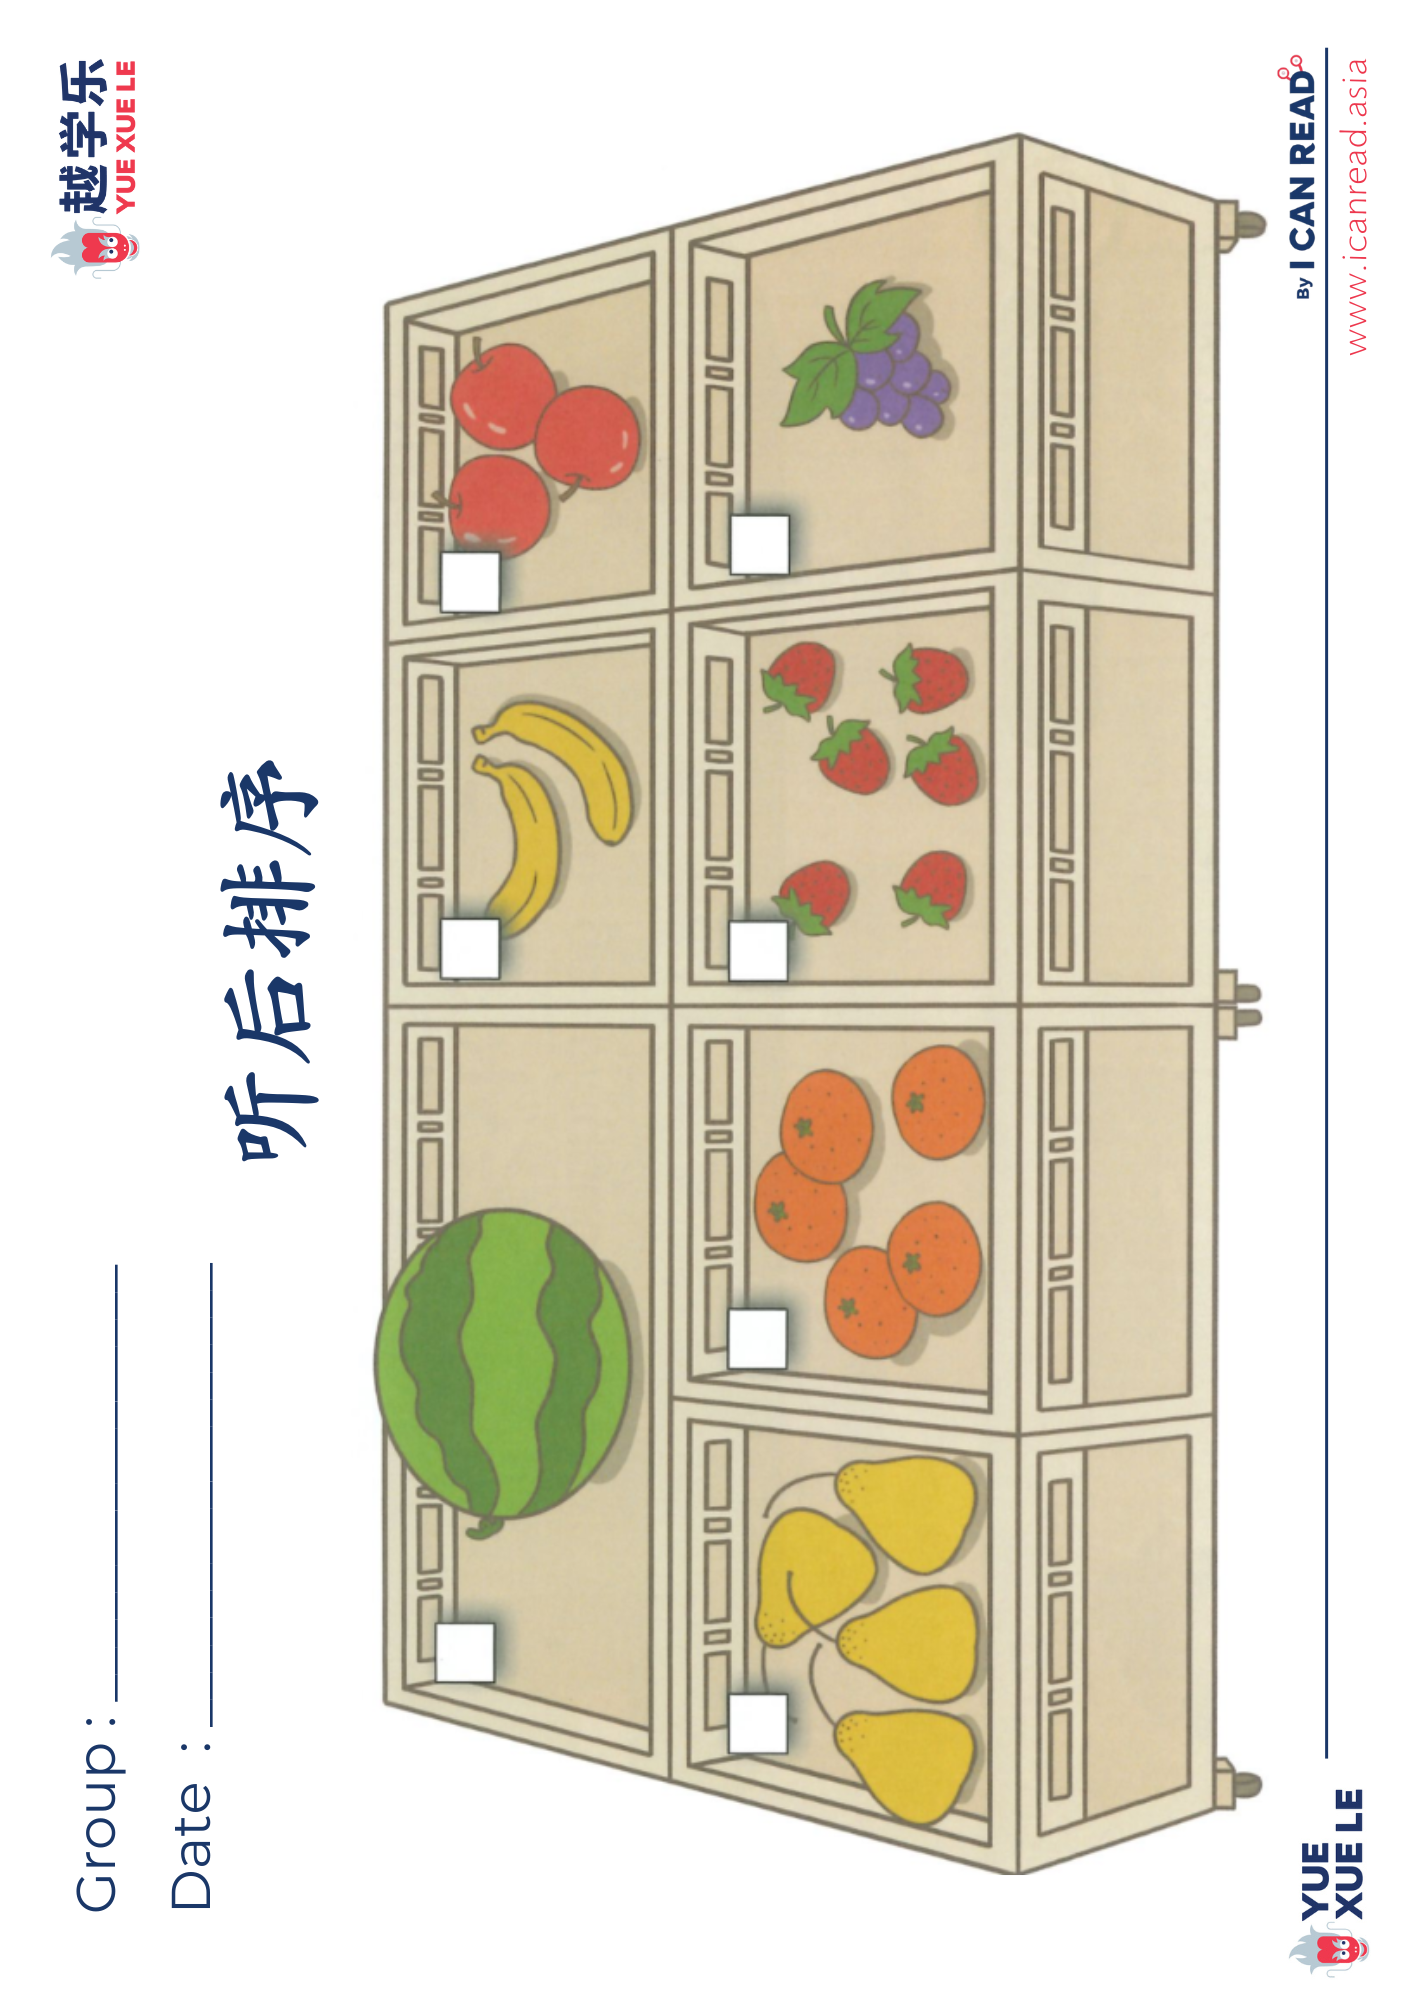 Group :
Date :
越学乐
YUE XUE LE
听后排序
YUE
XUE LE
By I CAN READ
www.icanread.asia